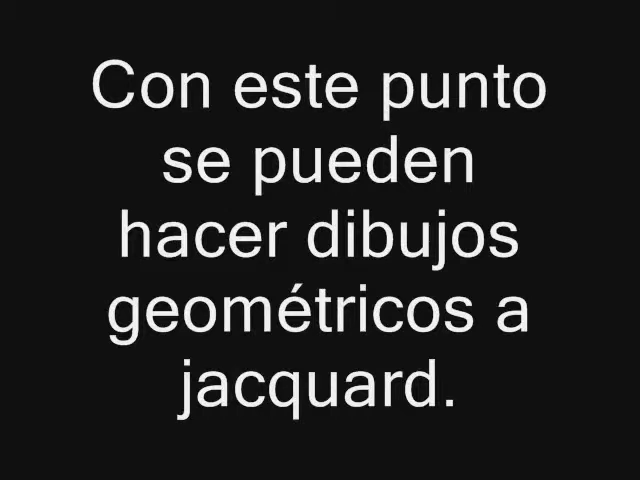 Con este punto
se pueden
hacer dibujos
geométricos a
jacquard.